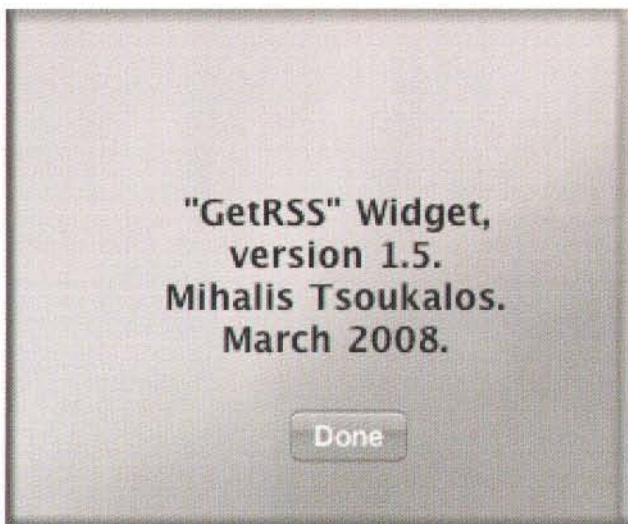 "GetRSS" Widget,
version 1.5.
Mihalis Tsoukalos.
March 2008.
Done